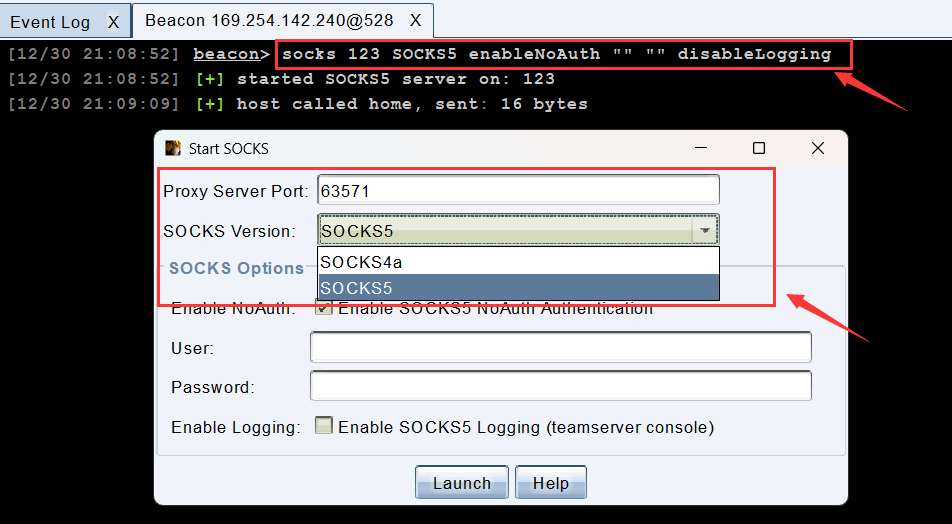 Event Log X Beacon 169.254.142.240@528 X
[12/30 21:08:52] beacon> socks 123 SOCKS5 enableNoAuth "" "" disableLogging
[12/30 21:08:52] [+] started SOCKS5 server on: 123
[12/30 21:09:09] [+] host called home, sent: 16 bytes
Start SOCKS
Proxy Server Port: 63571
SOCKS Version: SOCKS5
SOCKS4a
SOCKS Options
SOCKS5
Enable NoAuth: Enable SOCKS5 NoAuth Authentication
User:
Password:
Enable Logging: Enable SOCKS5 Logging (teamserver console)
Launch Help